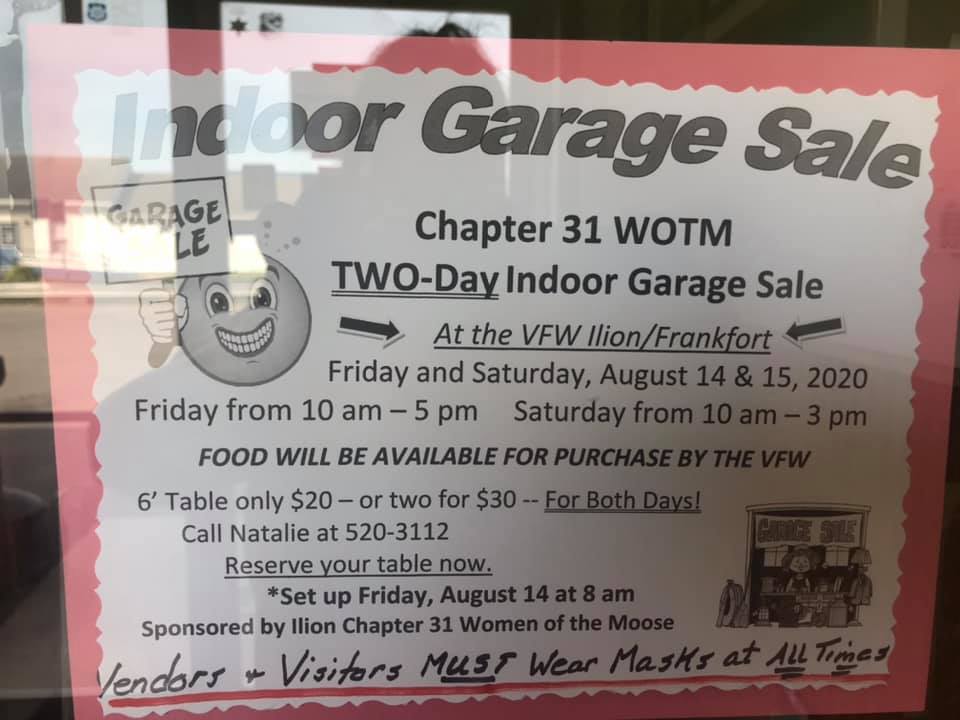 Indoor Garage Sale
GARAGE
LE
Chapter 31 WOTM
TWO-Day Indoor Garage Sale
At the VFW Ilion/Frankfort
Friday and Saturday, August 14 & 15, 2020
Friday from 10 am – 5 pm Saturday from 10 am – 3 pm
FOOD WILL BE AVAILABLE FOR PURCHASE BY THE VFW
6' Table only $20 – or two for $30 -- For Both Days!
Call Natalie at 520-3112
Reserve your table now.
GARAGE SALE
*Set up Friday, August 14 at 8 am
Sponsored by Ilion Chapter 31 Women of the Moose
Vendors + Visitors MUST Wear Masks at All Times